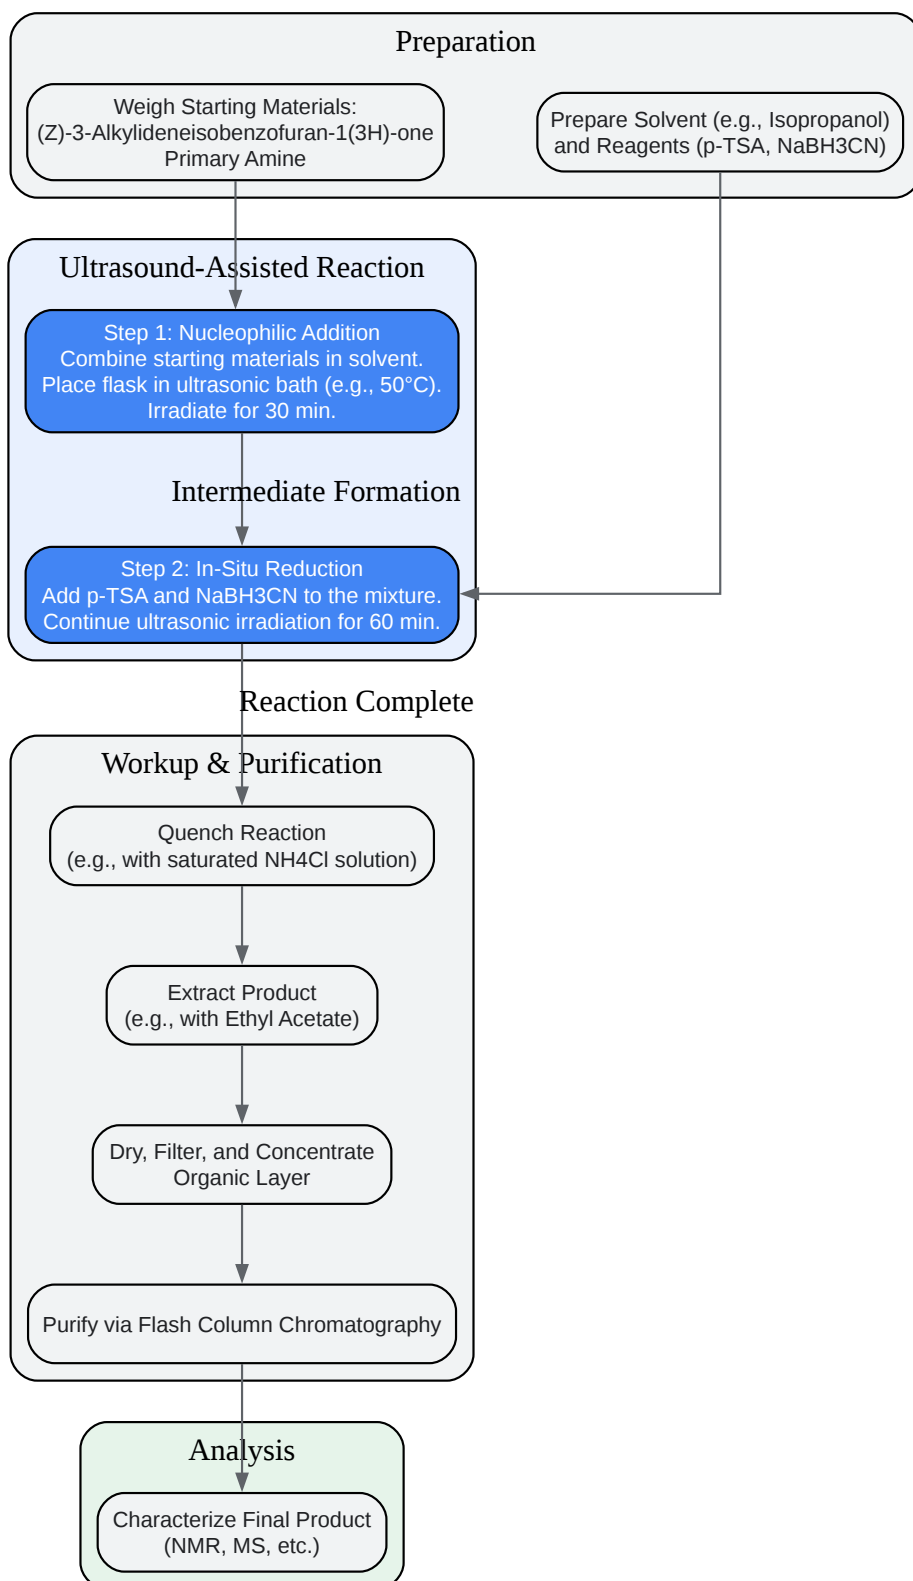 Preparation
Weigh Starting Materials:
(Z)-3-Alkylideneisobenzofuran-1(3H)-one
Primary Amine
Prepare Solvent (e.g., Isopropanol)
and Reagents (p-TSA, NaBH3CN)
Ultrasound-Assisted Reaction
Step 1: Nucleophilic Addition
Combine starting materials in solvent.
Place flask in ultrasonic bath (e.g., 50°C).
Irradiate for 30 min.
Intermediate Formation
Step 2: In-Situ Reduction
Add p-TSA and NaBH3CN to the mixture.
Continue ultrasonic irradiation for 60 min.
Reaction Complete
Workup & Purification
Quench Reaction
(e.g., with saturated NH4Cl solution)
Extract Product
(e.g., with Ethyl Acetate)
Dry, Filter, and Concentrate
Organic Layer
Purify via Flash Column Chromatography
Analysis
Characterize Final Product
(NMR, MS, etc.)